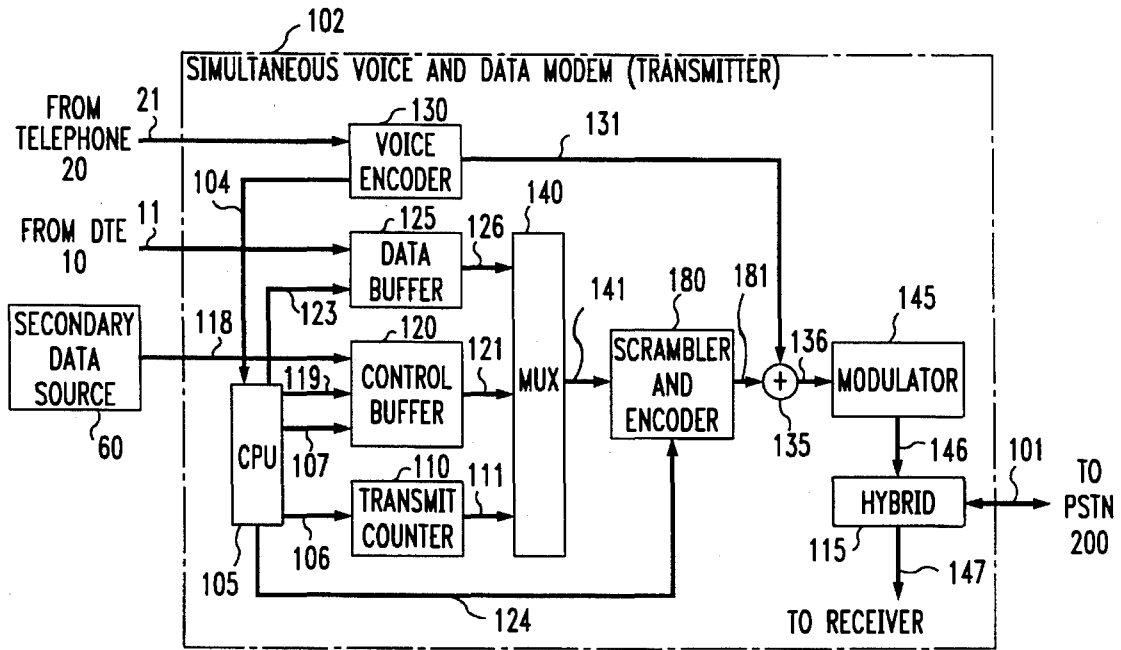 102
SIMULTANEOUS VOICE AND DATA MODEM (TRANSMITTER)
FROM
TELEPHONE
20
21
130
VOICE
ENCODER
131
104
FROM DTE
10
11
125
DATA
BUFFER
126
140
MUX
123
SECONDARY
DATA
SOURCE
60
118
120
CONTROL
BUFFER
121
119
107
CPU
105
110
TRANSMIT
COUNTER
111
106
124
141
180
SCRAMBLER
AND
ENCODER
181
+
135
136
145
MODULATOR
146
HYBRID
115
101
TO
PSTN
200
147
TO RECEIVER